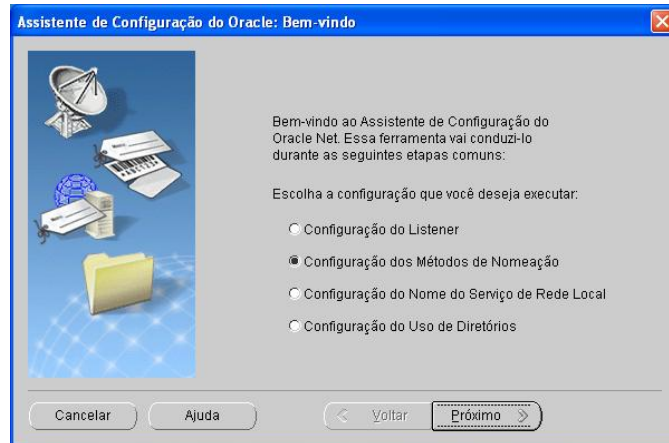 Assistente de Configuração do Oracle: Bem-vindo
Bem-vindo ao Assistente de Configuração do
Oracle Net. Essa ferramenta vai conduzi-lo
durante as seguintes etapas comuns:
Escolha a configuração que você deseja executar:
Configuração do Listener
Configuração dos Métodos de Nomeação
Configuração do Nome do Serviço de Rede Local
Configuração do Uso de Diretórios
Cancelar
Ajuda
Voltar
Próximo